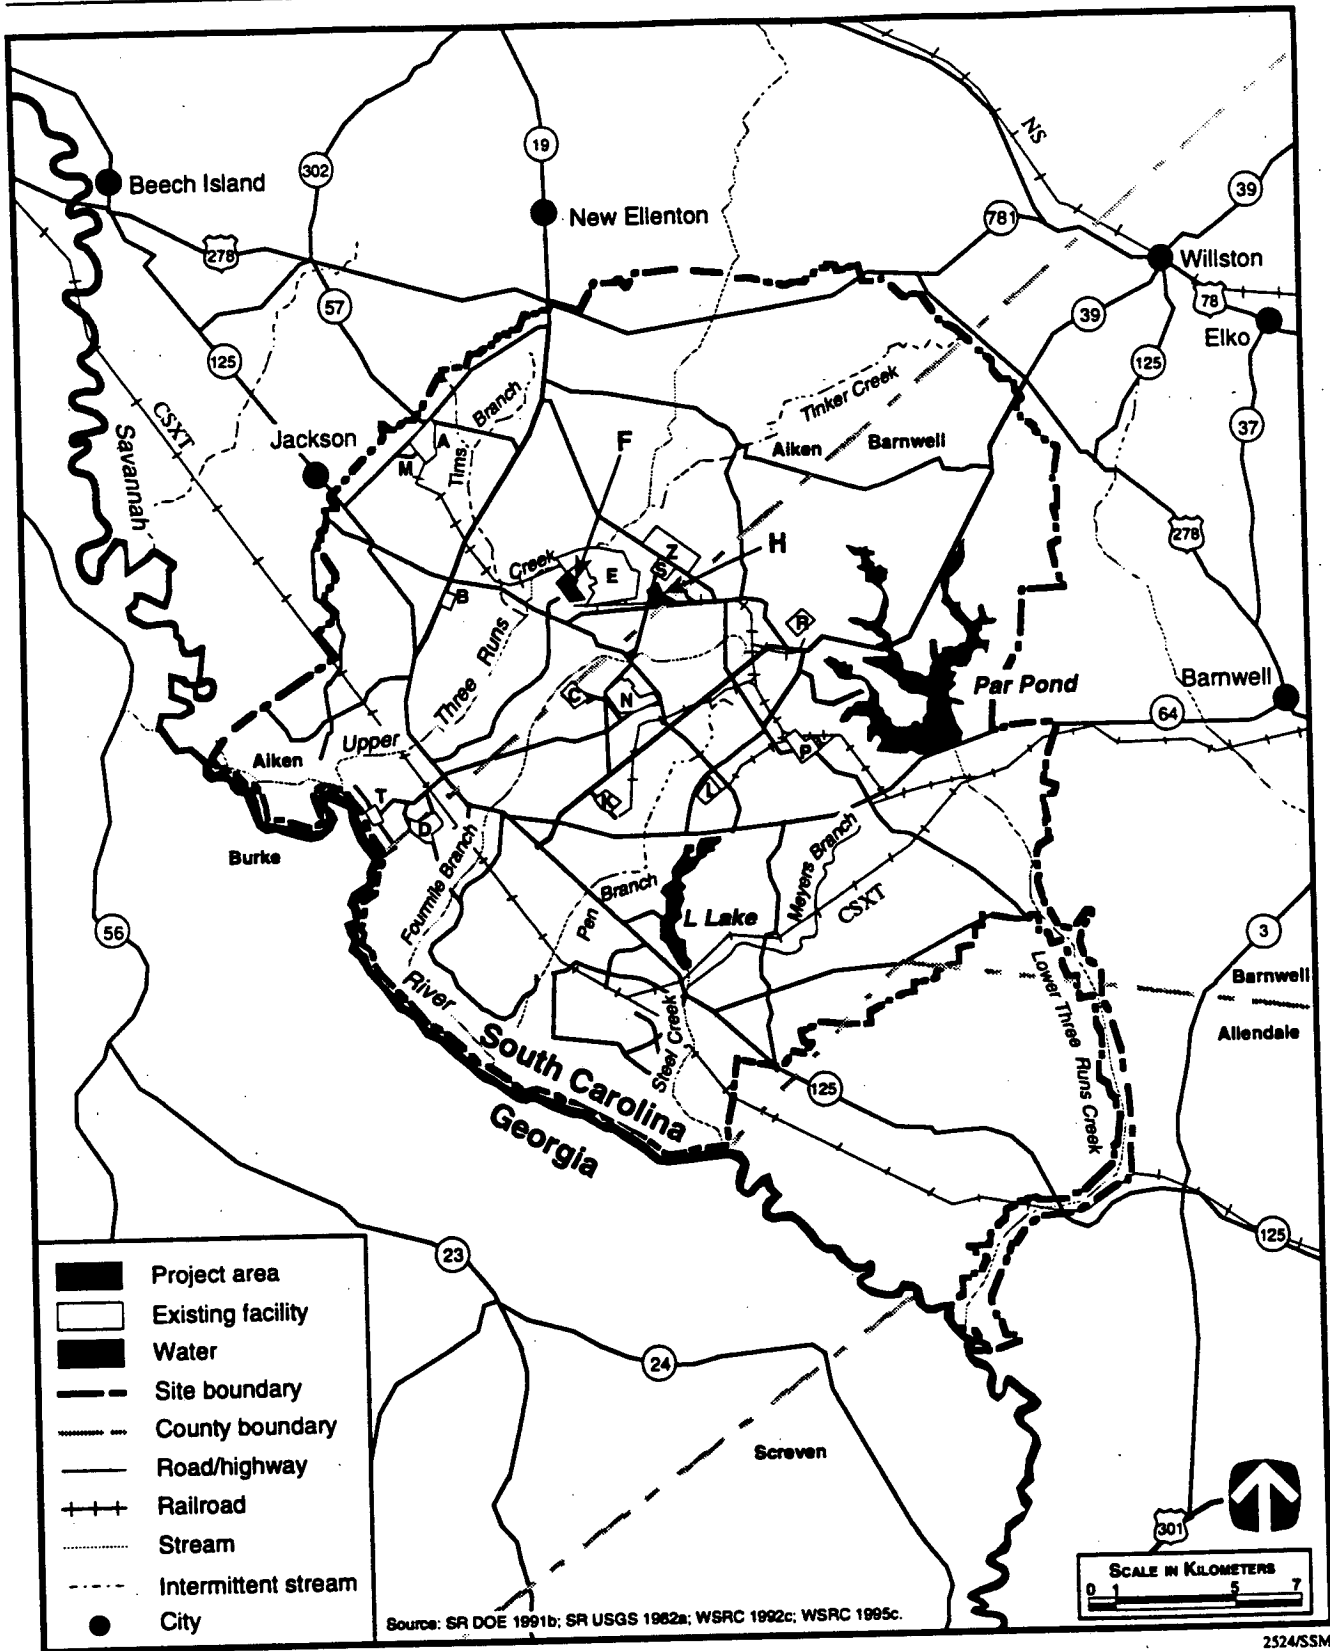 NS
19
302
39
Beech Island
New Ellenton
781
278
Willston
78
57
39
Elko
125
125
Tinker Creek
Branch
CSXT
37
Jackson
F
Aiken
Barnwell
A
M
Tims
Savannah
278
Z
H
S
Creek
E
B
R
Runs
Par Pond
Barnwell
C
N
Three
64
Upper
Aiken
P
T
K
L
D
Burke
Fourmile Branch
Meyers Branch
Branch
CSXT
Pen
L Lake
56
3
Barnwell
River
Lower Three Runs Creek
Allendale
Steel Creek
South Carolina
125
Georgia
125
23
Project area
Existing facility
Water
24
Site boundary
County boundary
Screven
Road/highway
Railroad
301
Stream
SCALE IN KILOMETERS
Intermittent stream
0 1 5 7
City
Source: SR DOE 1991b; SR USGS 1962a; WSRC 1992c; WSRC 1995c.
2524/SSM